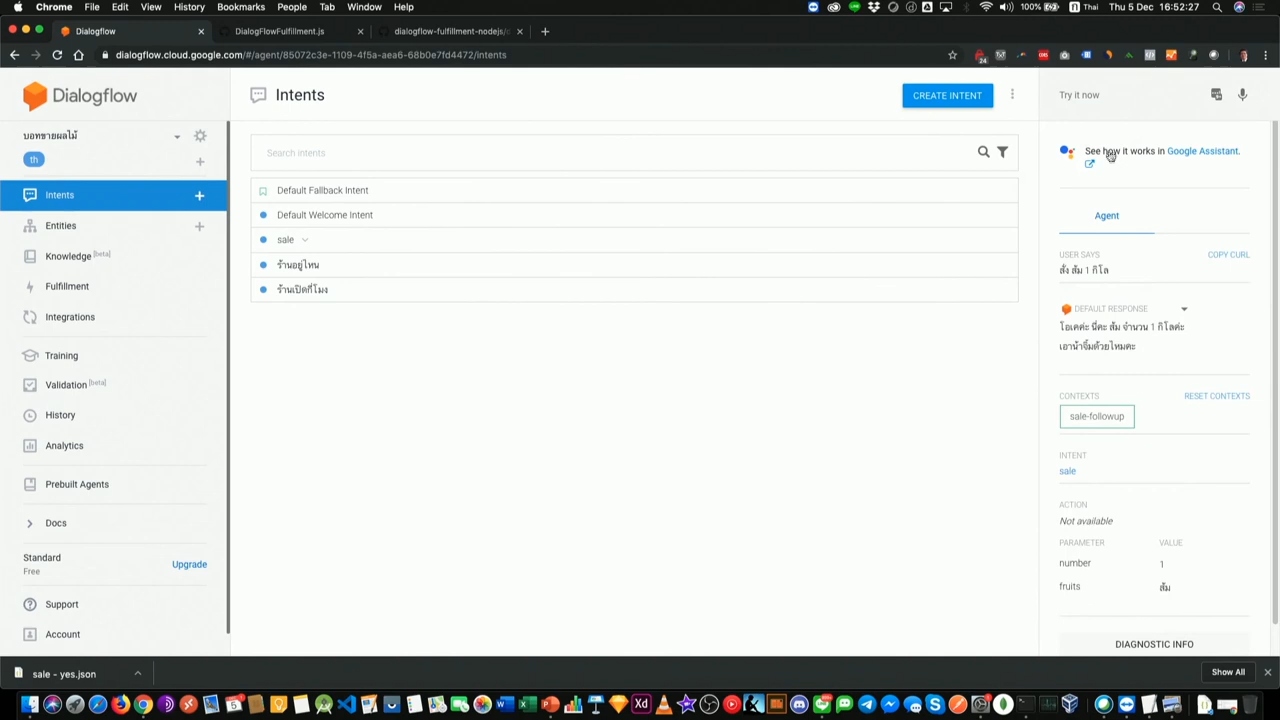 Chrome File Edit View History Bookmarks People Tab Window Help
100% Thai Thu 5 Dec 16:52:27
Dialogflow
DialogFlowFulfillment.js
dialogflow-fulfillment-nodejs/
dialogflow.cloud.google.com/#/agent/85072c3e-1109-4f5a-aea6-68b0e7fd4472/intents
24
Dialogflow
บอทขายผลไม้
th
Intents
Entities
Knowledge [beta]
Fulfillment
Integrations
Training
Validation [beta]
History
Analytics
Prebuilt Agents
Docs
Standard
Free
Upgrade
Support
Account
Intents
CREATE INTENT
Search intents
Default Fallback Intent
Default Welcome Intent
sale
ร้านอยู่ไหน
ร้านเปิดกี่โมง
Try it now
See how it works in Google Assistant.
Agent
USER SAYS
COPY CURL
สั่ง ส้ม 1 กิโล
DEFAULT RESPONSE
โอเคค่ะ นี่คะ ส้ม จำนวน 1 กิโลค่ะ
เอาน้ำจิ้มด้วยไหมคะ
CONTEXTS
RESET CONTEXTS
sale-followup
INTENT
sale
ACTION
Not available
PARAMETER VALUE
number 1
fruits ส้ม
DIAGNOSTIC INFO
sale - yes.json
Show All
Xd